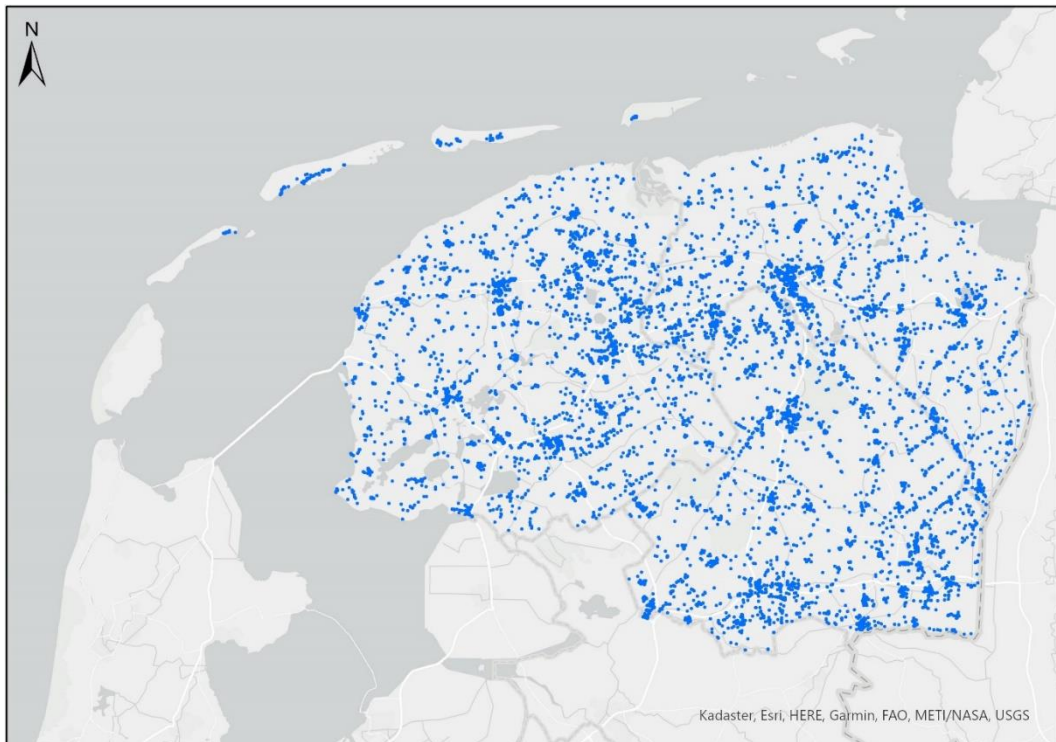 N
Kadaster, Esri, HERE, Garmin, FAO, METI/NASA, USGS